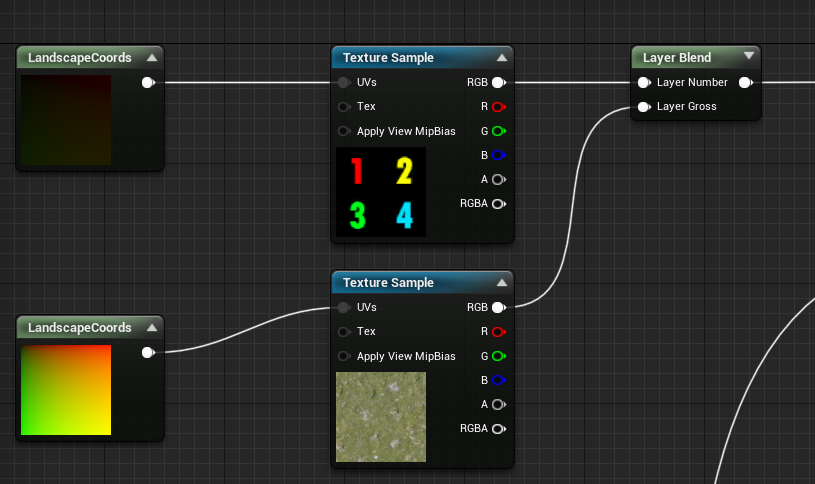 LandscapeCoords
Texture Sample
UVs
RGB
Tex
R
Apply View MipBias
G
B
A
RGBA
1 2
3 4
Layer Blend
Layer Number
Layer Gross
LandscapeCoords
Texture Sample
UVs
RGB
Tex
R
Apply View MipBias
G
B
A
RGBA